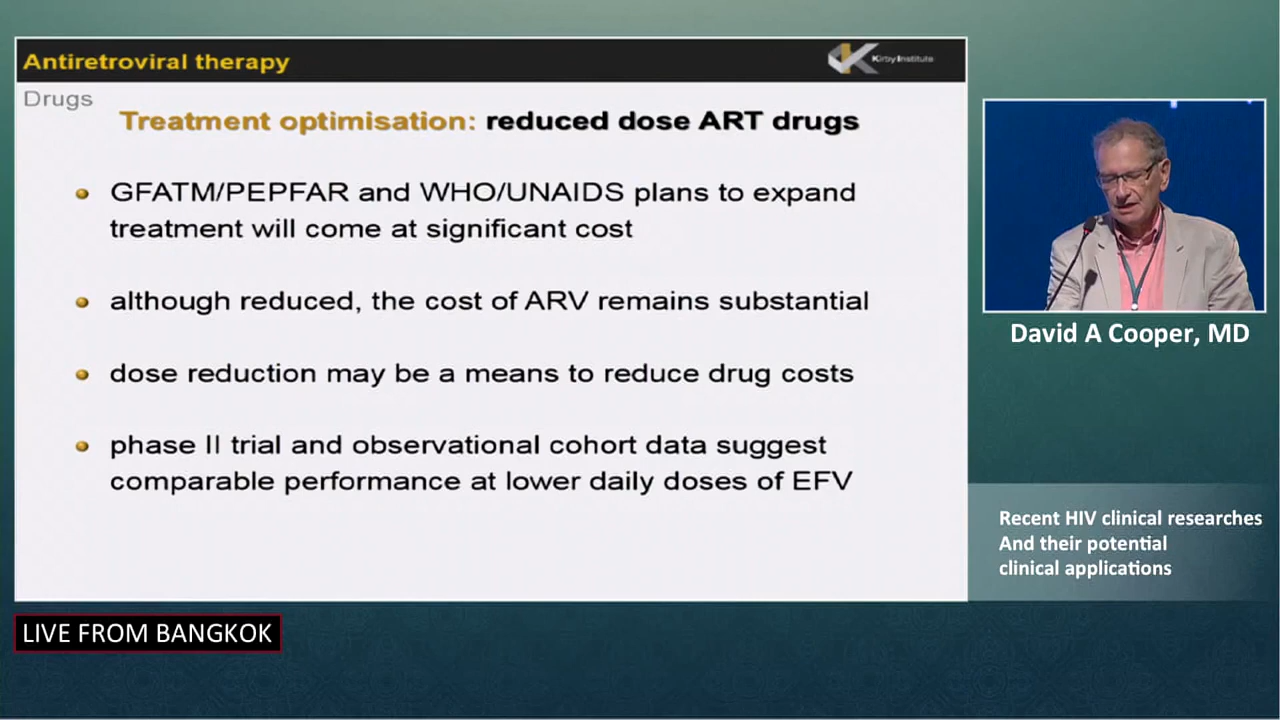 Antiretroviral therapy
Kirby Institute
Drugs
Treatment optimisation: reduced dose ART drugs
GFATM/PEPFAR and WHO/UNAIDS plans to expand
treatment will come at significant cost
although reduced, the cost of ARV remains substantial
dose reduction may be a means to reduce drug costs
phase II trial and observational cohort data suggest
comparable performance at lower daily doses of EFV
David A Cooper, MD
Recent HIV clinical researches
And their potential
clinical applications
LIVE FROM BANGKOK